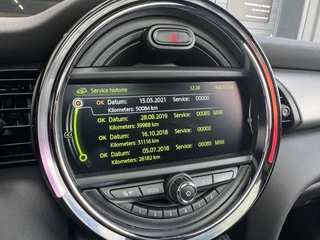 Service historie 12:28
OK Datum: 15.03.2021 Service: 00000
Kilometers: 50084 km
OK Datum: 28.08.2019 Service: 00085 MINI
Kilometers: 39988 km
OK Datum: 16.10.2018 Service: 00000
Kilometers: 31116 km
OK Datum: 05.07.2018 Service: 00085 MINI
Kilometers: 26182 km